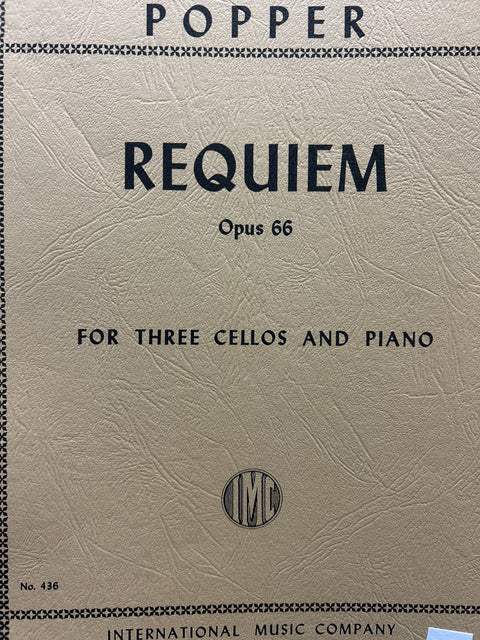 POPPER
REQUIEM
Opus 66
FOR THREE CELLOS AND PIANO
IMC
No. 436
INTERNATIONAL MUSIC COMPANY